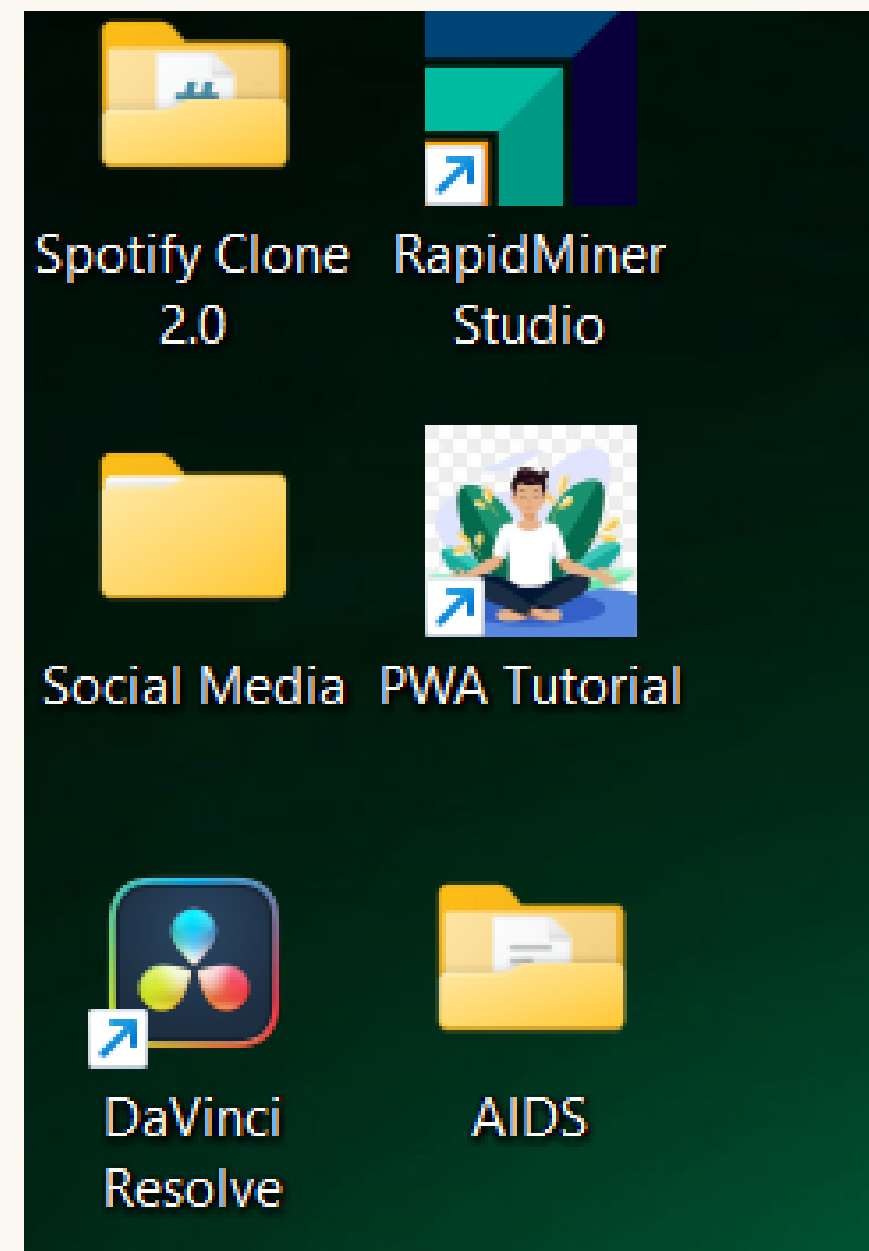 Spotify Clone
2.0
RapidMiner
Studio
Social Media
PWA Tutorial
DaVinci
Resolve
AIDS